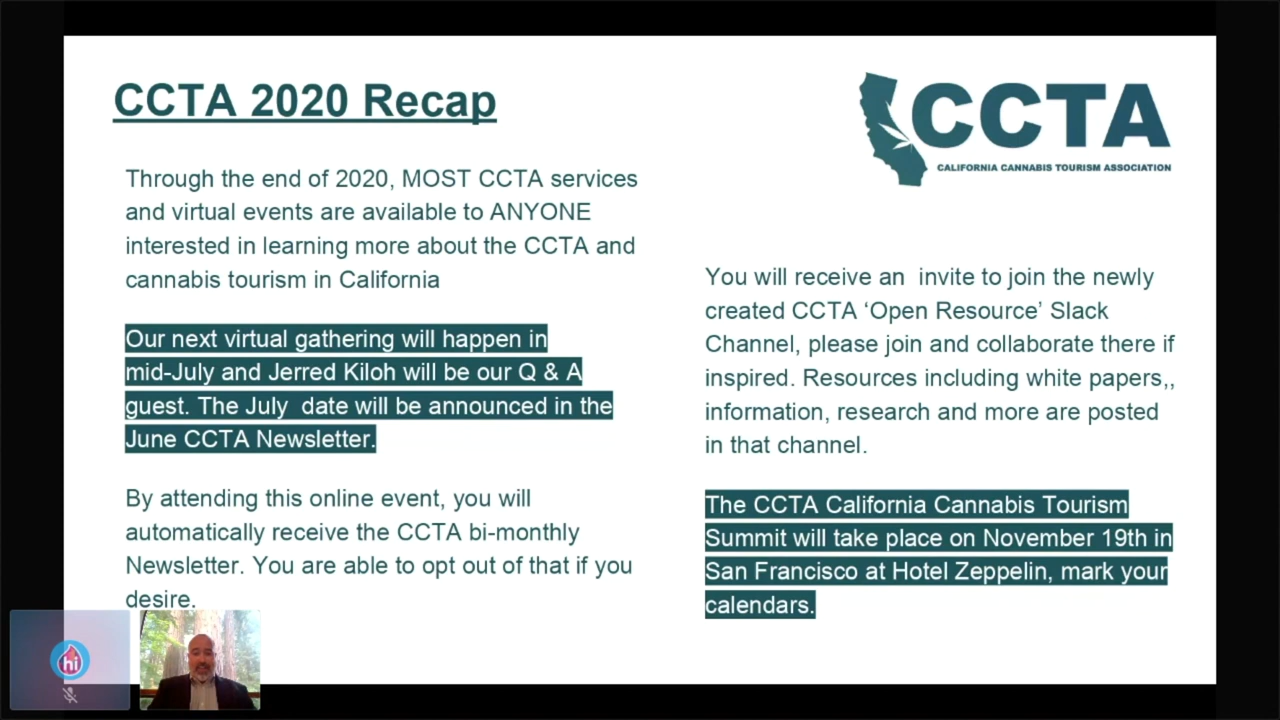 CCTA 2020 Recap
CCTA
CALIFORNIA CANNABIS TOURISM ASSOCIATION
Through the end of 2020, MOST CCTA services
and virtual events are available to ANYONE
interested in learning more about the CCTA and
cannabis tourism in California
Our next virtual gathering will happen in
mid-July and Jerred Kiloh will be our Q & A
guest. The July  date will be announced in the
June CCTA Newsletter.
By attending this online event, you will
automatically receive the CCTA bi-monthly
Newsletter. You are able to opt out of that if you
desire.
You will receive an  invite to join the newly
created CCTA ‘Open Resource’ Slack
Channel, please join and collaborate there if
inspired. Resources including white papers,,
information, research and more are posted
in that channel.
The CCTA California Cannabis Tourism
Summit will take place on November 19th in
San Francisco at Hotel Zeppelin, mark your
calendars.
hi